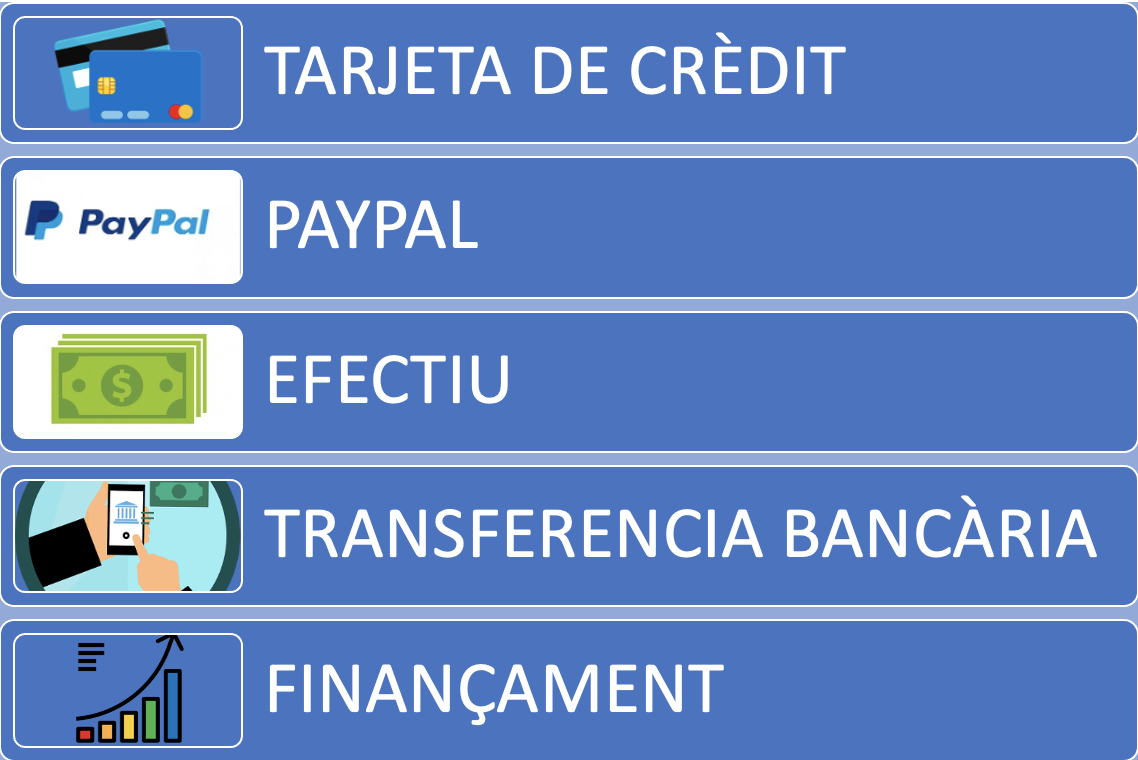 TARJETA DE CRÈDIT
PayPal
PAYPAL
$
EFECTIU
TRANSFERENCIA BANCÀRIA
FINANÇAMENT